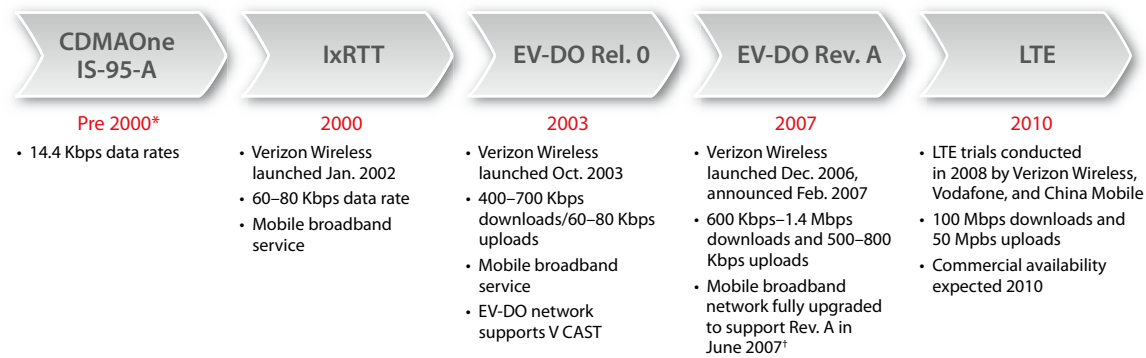 CDMAOne
IS-95-A
IxRTT
EV-DO Rel. 0
EV-DO Rev. A
LTE
Pre 2000*
• 14.4 Kbps data rates
2000
• Verizon Wireless
launched Jan. 2002
• 60–80 Kbps data rate
• Mobile broadband
service
2003
• Verizon Wireless
launched Oct. 2003
• 400–700 Kbps
downloads/60–80 Kbps
uploads
• Mobile broadband
service
• EV-DO network
supports V CAST
2007
• Verizon Wireless
launched Dec. 2006,
announced Feb. 2007
• 600 Kbps–1.4 Mbps
downloads and 500–800
Kbps uploads
• Mobile broadband
network fully upgraded
to support Rev. A in
June 2007†
2010
• LTE trials conducted
in 2008 by Verizon Wireless,
Vodafone, and China Mobile
• 100 Mbps downloads and
50 Mpbs uploads
• Commercial availability
expected 2010